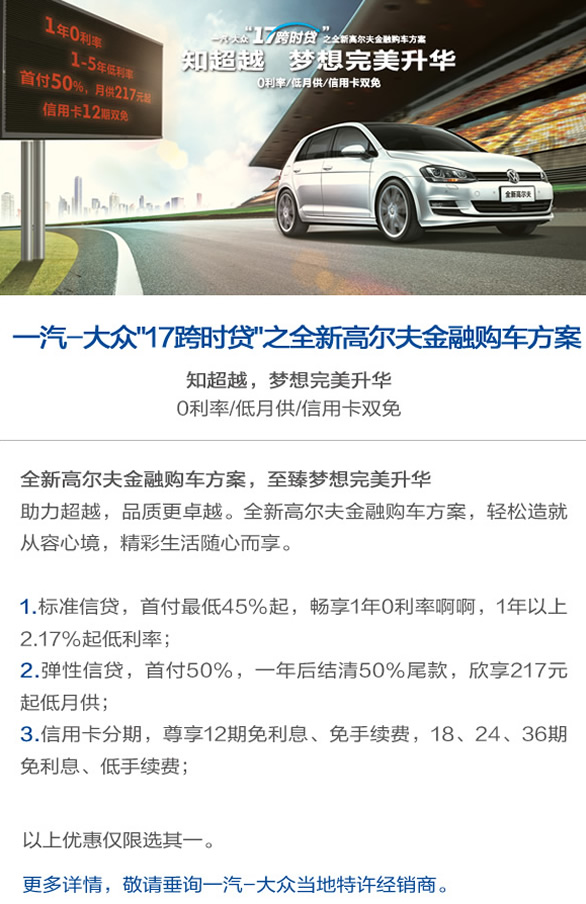 1年0利率
1-5年低利率
首付50%，月供217元起
信用卡12期双免
一汽-大众"17跨时贷"之全新高尔夫金融购车方案
知超越 梦想完美升华
0利率/低月供/信用卡双免
全新高尔夫
一汽-大众"17跨时贷"之全新高尔夫金融购车方案
知超越，梦想完美升华
0利率/低月供/信用卡双免
全新高尔夫金融购车方案，至臻梦想完美升华
助力超越，品质更卓越。全新高尔夫金融购车方案，轻松造就
从容心境，精彩生活随心而享。
1.标准信贷，首付最低45%起，畅享1年0利率啊啊，1年以上
2.17%起低利率；
2.弹性信贷，首付50%，一年后结清50%尾款，欣享217元
起低月供；
3.信用卡分期，尊享12期免利息、免手续费，18、24、36期
免利息、低手续费；
以上优惠仅限选其一。
更多详情，敬请垂询一汽-大众当地特许经销商。